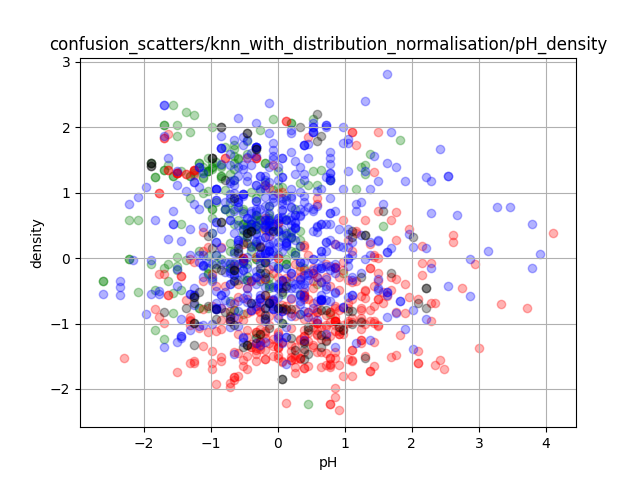 confusion_scatters/knn_with_distribution_normalisation/pH_density
3
2
1
0
−1
−2
density
−2 −1 0 1 2 3 4
pH